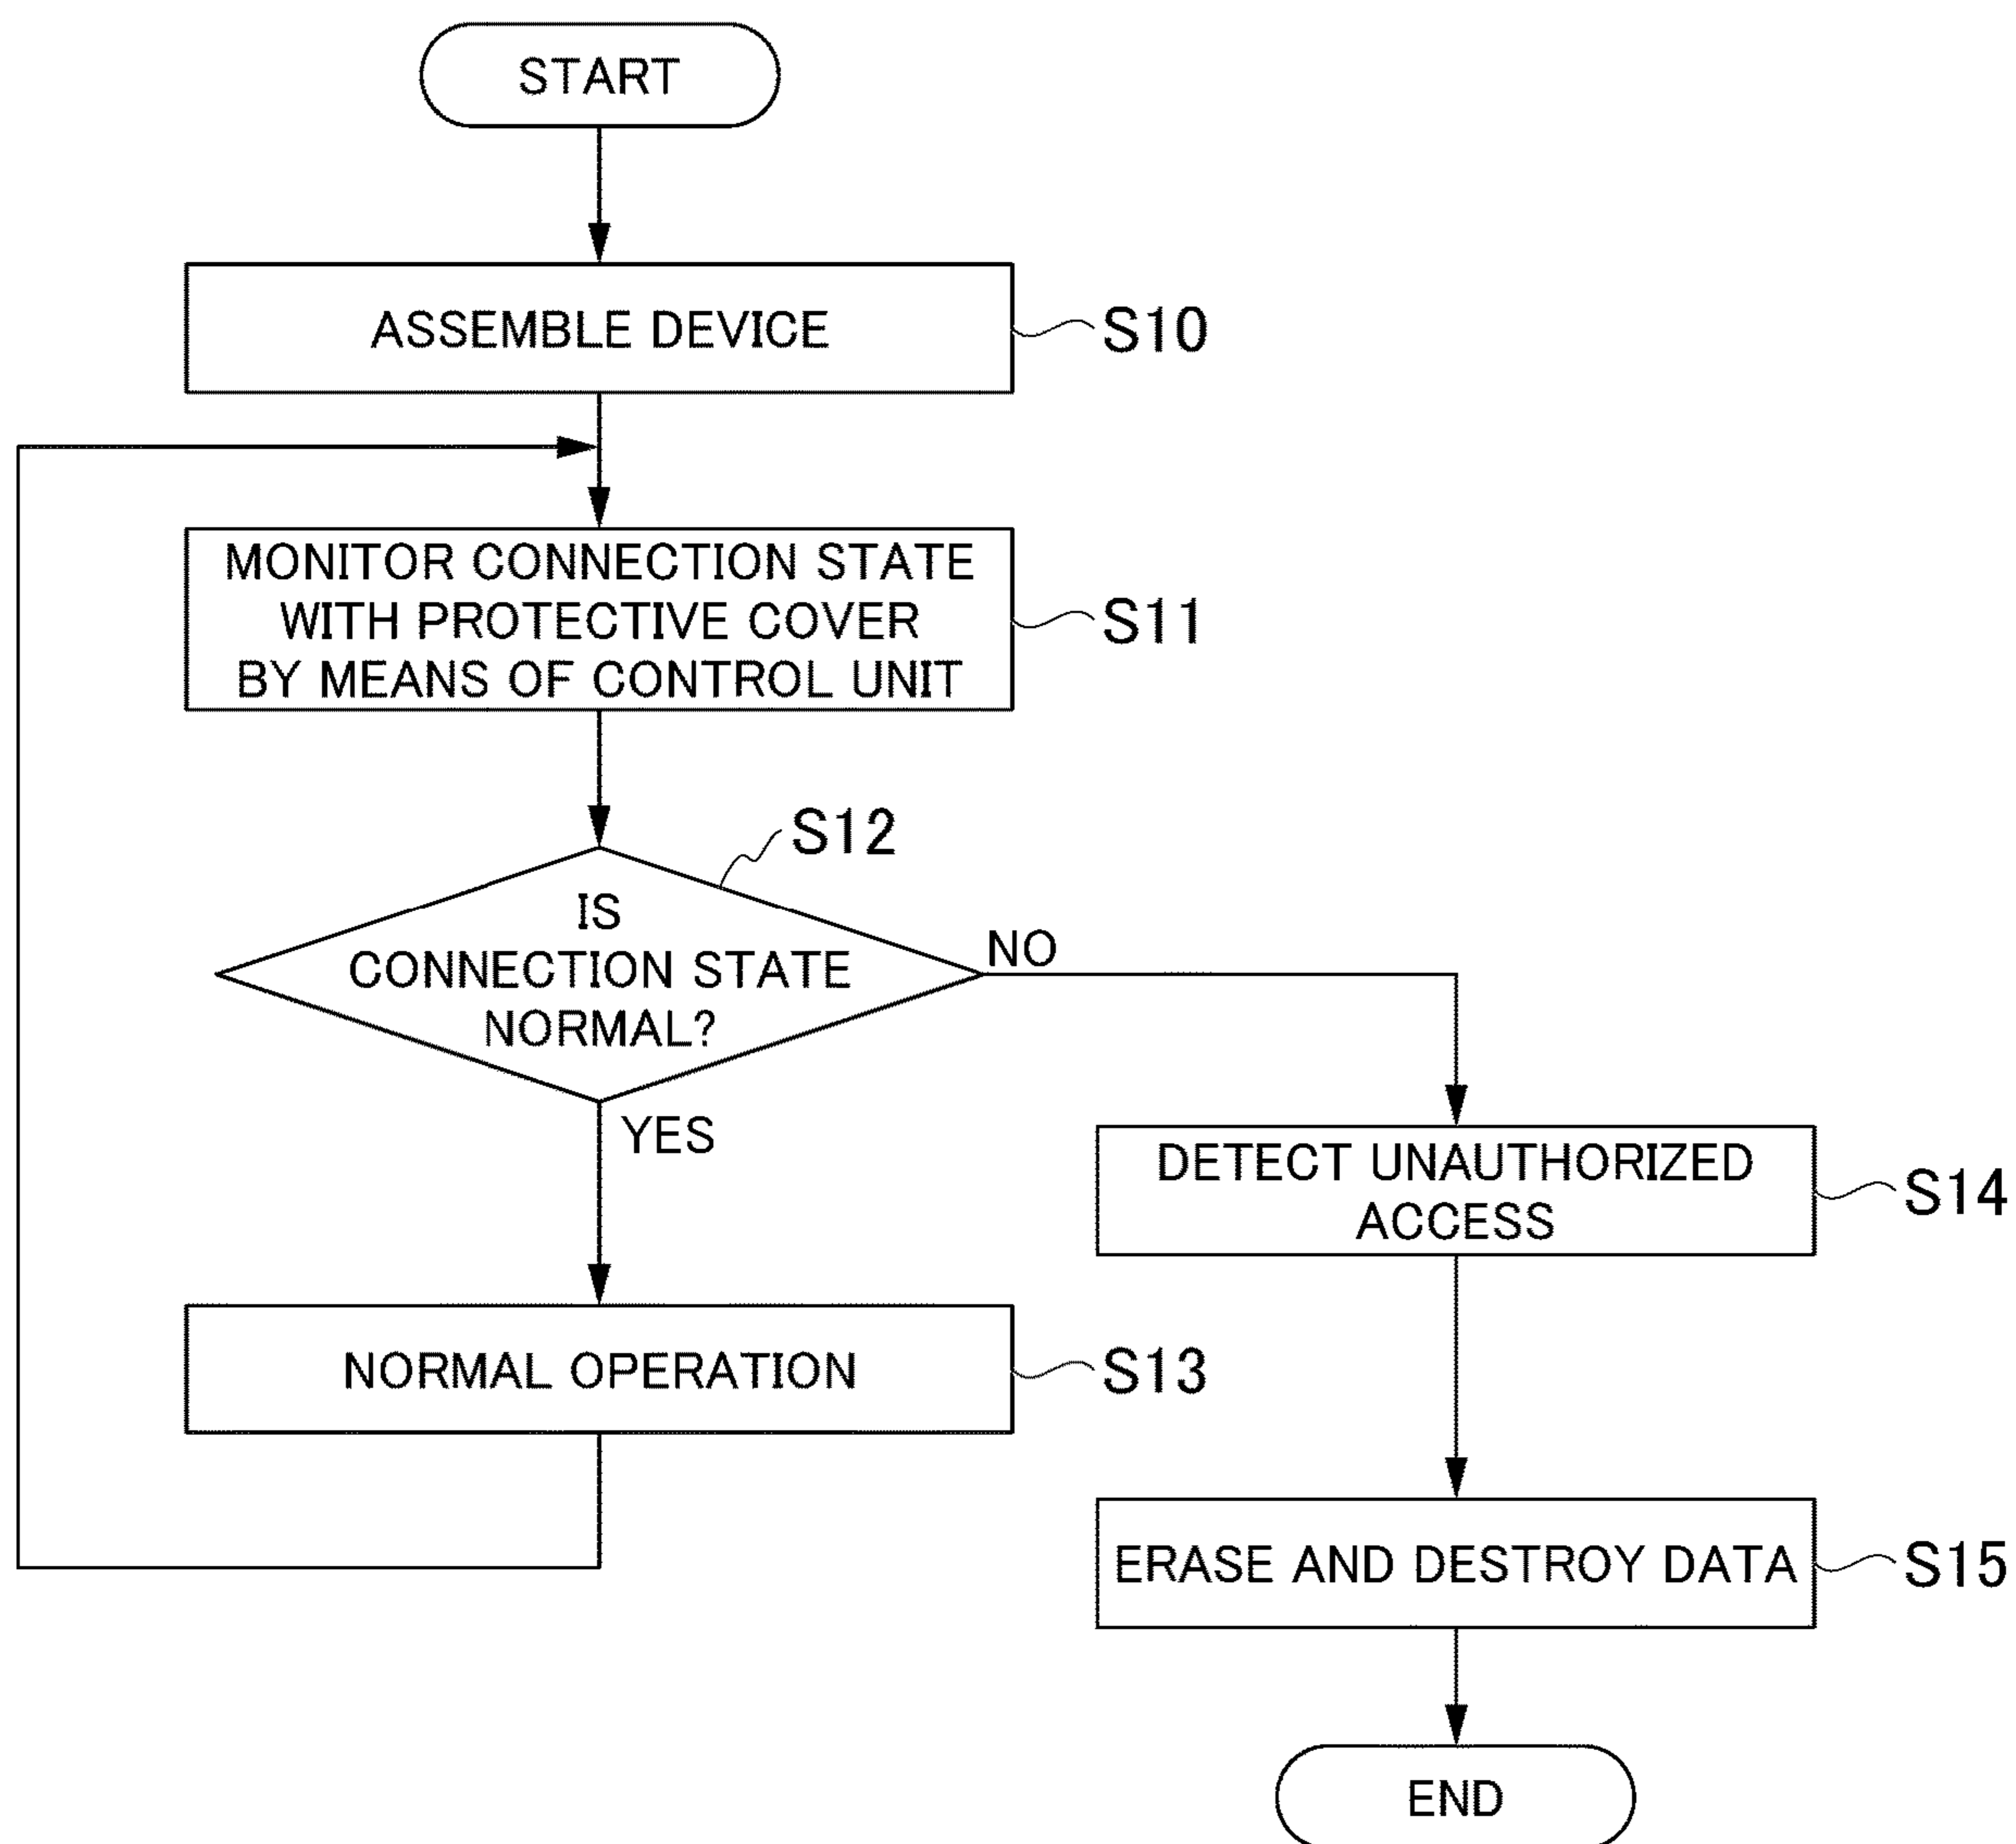 START
ASSEMBLE DEVICE
S10
MONITOR CONNECTION STATE
WITH PROTECTIVE COVER
BY MEANS OF CONTROL UNIT
S11
S12
IS
CONNECTION STATE
NORMAL?
NO
YES
NORMAL OPERATION
S13
DETECT UNAUTHORIZED
ACCESS
S14
ERASE AND DESTROY DATA
S15
END